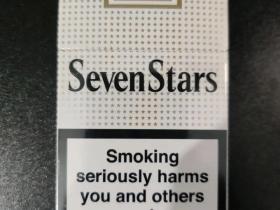 SevenStars
Smoking
seriously harms
you and others